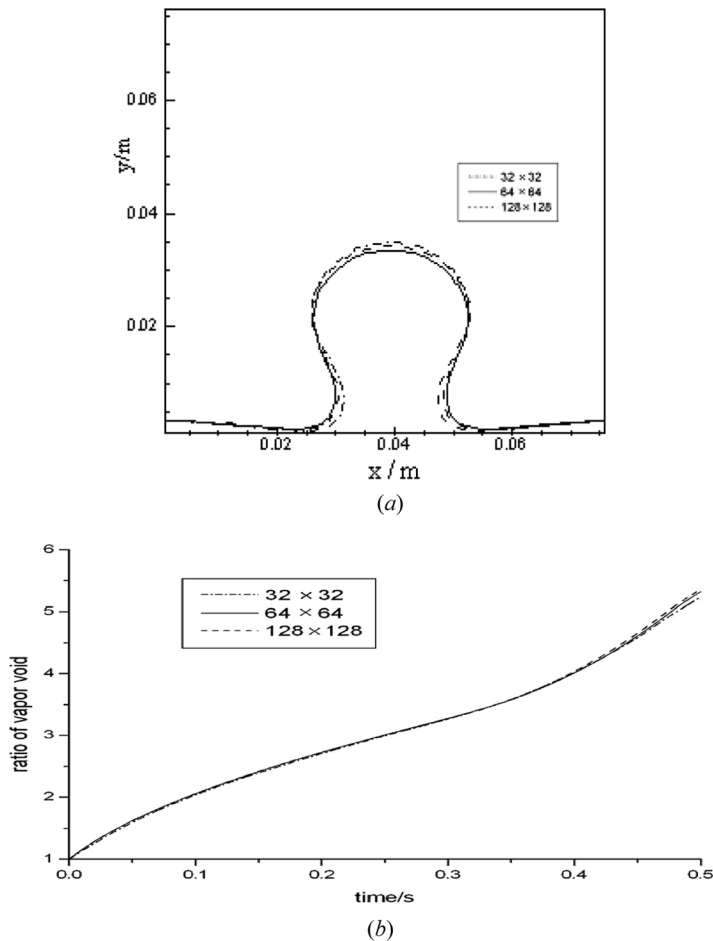 0.06
y/m
32 × 32
64 × 64
128 × 128
0.04
0.02
0.02 0.04 0.06
x / m
(a)
6
32 × 32
5
64 × 64
128 × 128
4
ratio of vapor void
3
2
1
0.0 0.1 0.2 0.3 0.4 0.5
time/s
(b)